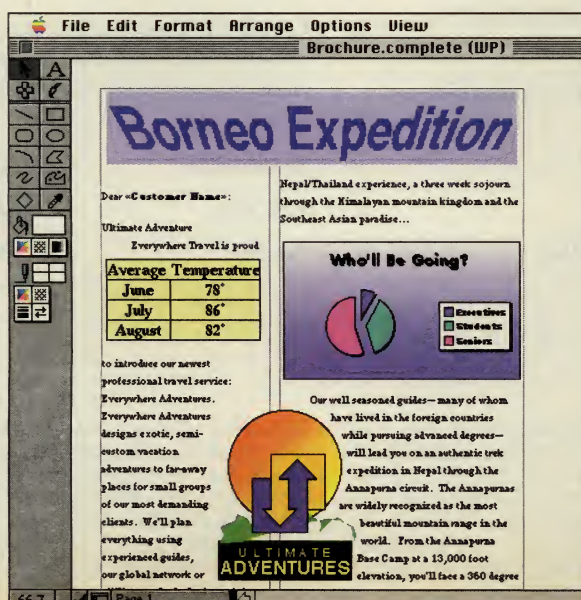 File Edit Format Arrange Options View
Brochure.complete (WP)
A
Borneo Expedition
Dear «Customer Name»:
Ultimate Adventure
Everywhere Travel is proud
Average Temperature
June 78°
July 86°
August 82°
to introduce our newest
professional travel service:
Everywhere Adventures.
Everywhere Adventures
designs exotic, semi-
custom vacation
adventures to far-away
places for small groups
of our most demanding
clients. We'll plan
everything using
experienced guides,
our global network or
Nepal/Thailand experience, a three week sojourn
through the Himalayan mountain kingdom and the
Southeast Asian paradise...
Who'll Be Going?
Executives
Students
Seniors
Our well seasoned guides—many of whom
have lived in the foreign countries
while pursuing advanced degrees—
will lead you on an authentic trek
expedition in Nepal through the
Annapurna circuit. The Annapurnas
are widely recognized as the most
beautiful mountain range in the
world. From the Annapurna
Base Camp at a 13,000 foot
elevation, you'll face a 360 degree
ULTIMATE
ADVENTURES
66.7
Page 1